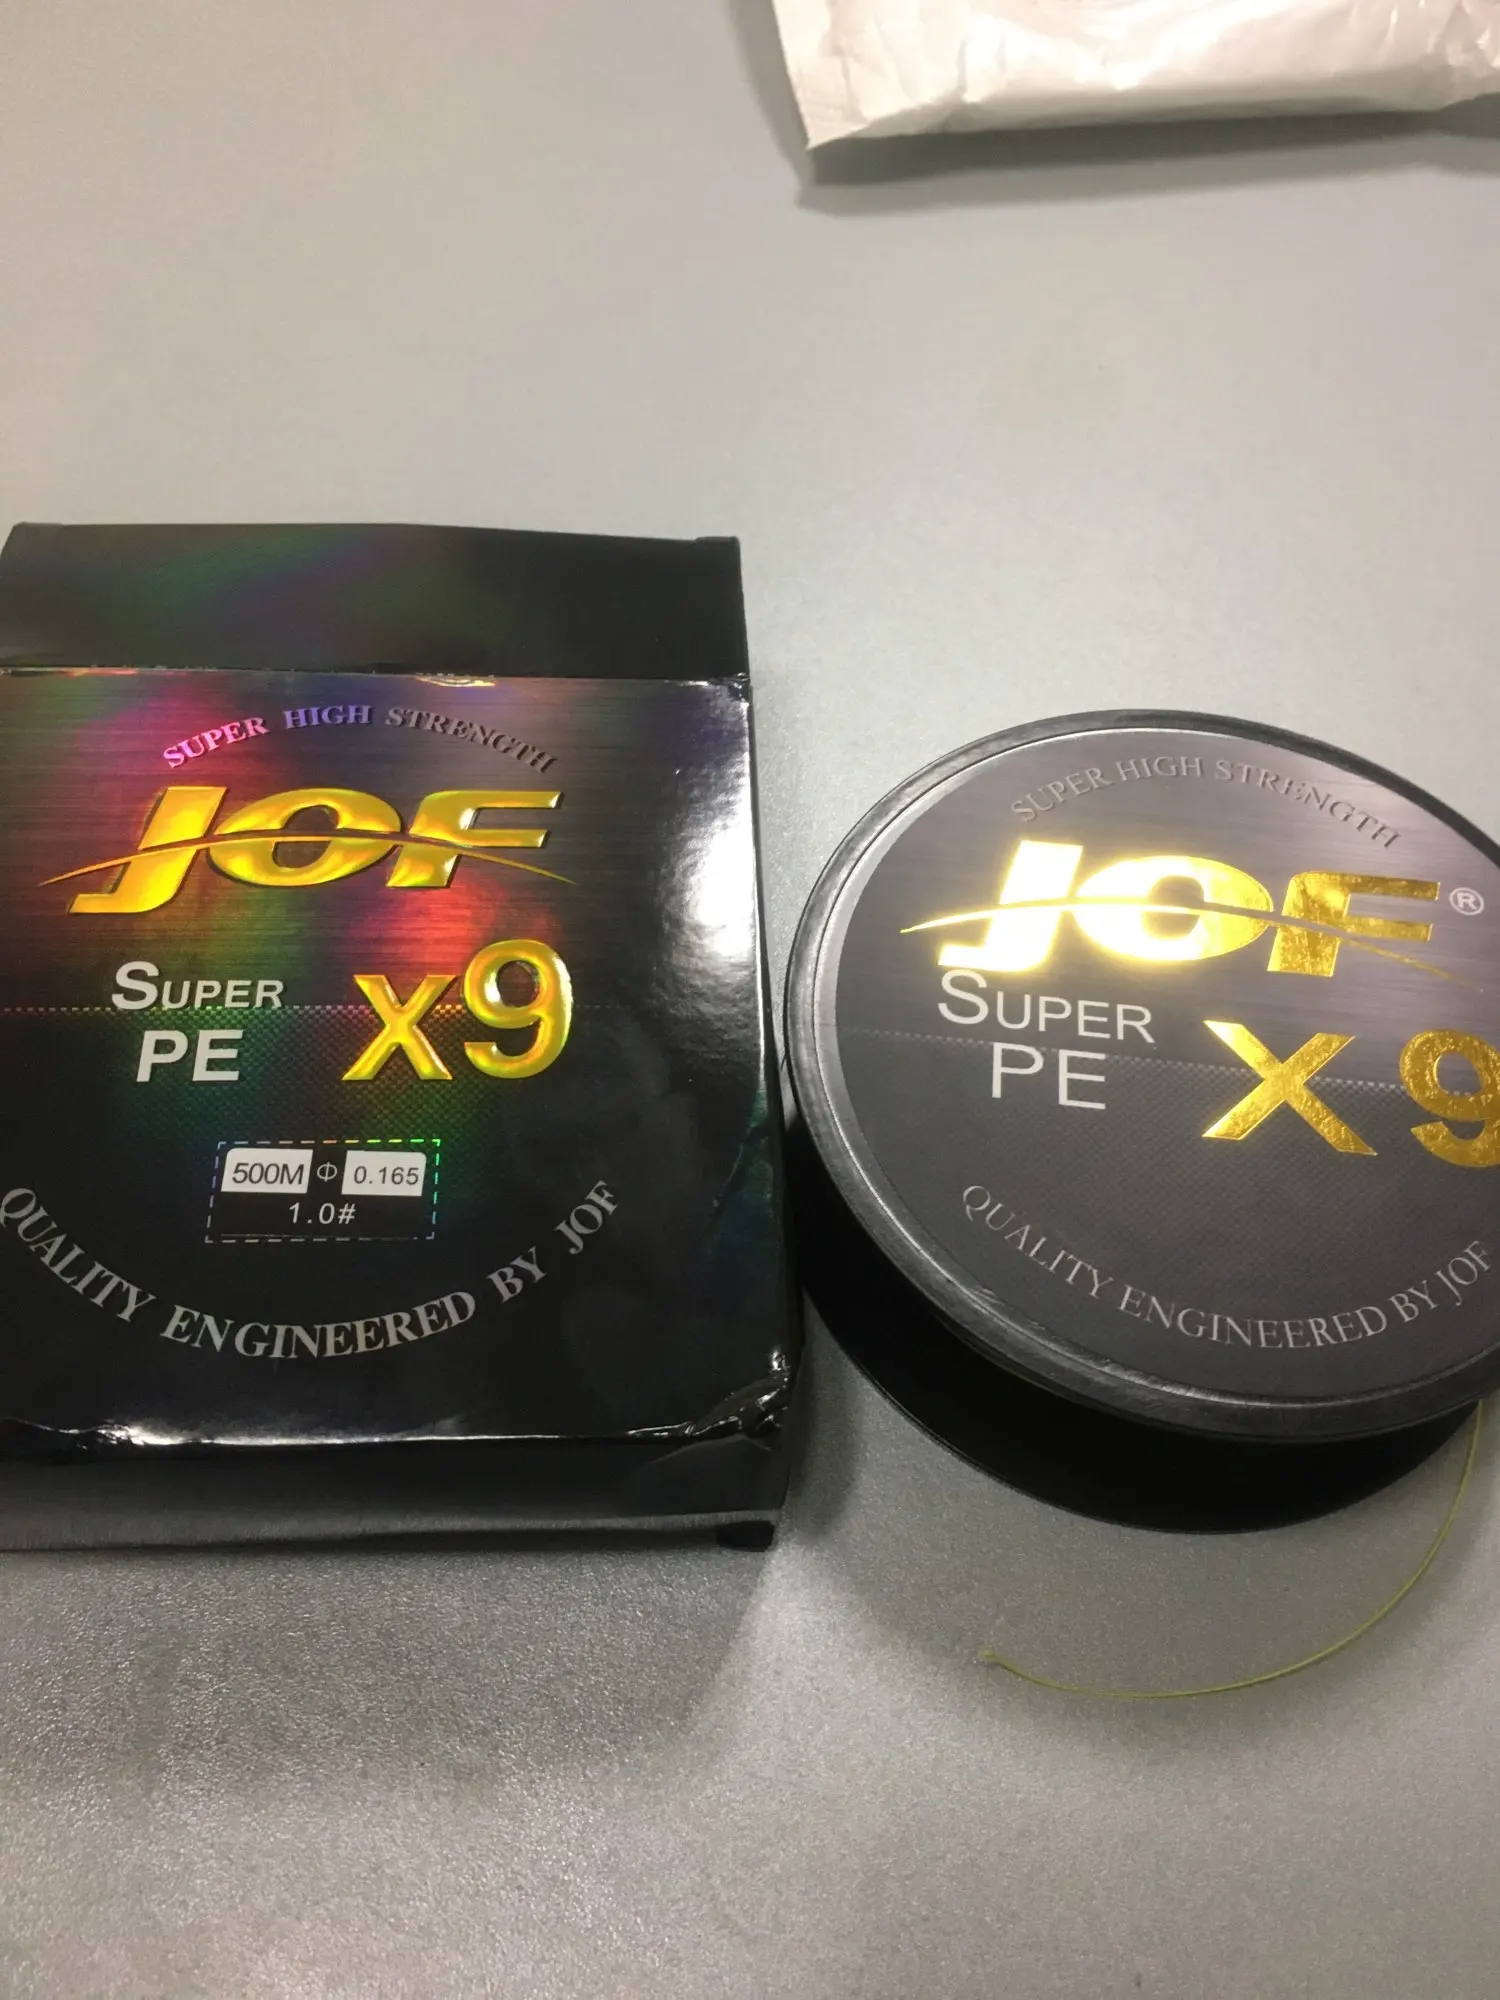 SUPER HIGH STRENGTH
JOF
SUPER
PE
x9
500M Φ 0.165
1.0#
QUALITY ENGINEERED BY JOF
SUPER HIGH STRENGTH
JOF®
SUPER
PE
X9
QUALITY ENGINEERED BY JOF